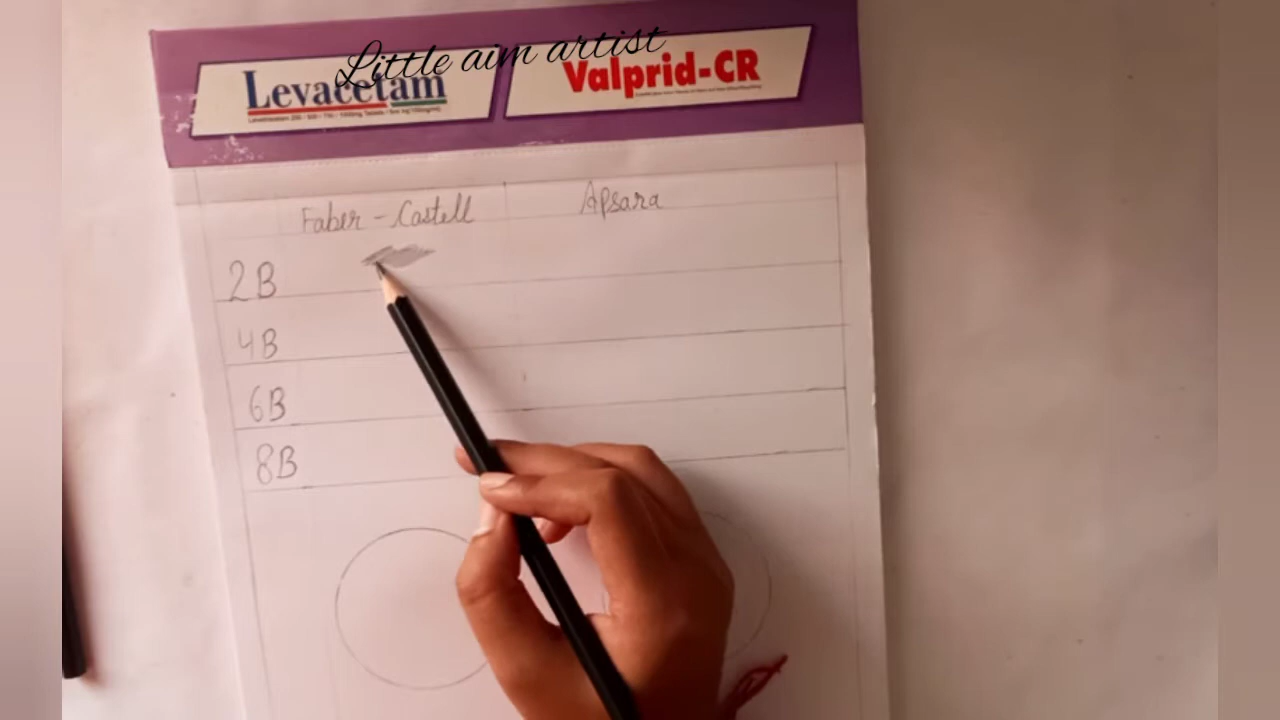 Little aim artist
Levacetam
Valprid-CR
Faber - Castell
Apsara
2B
4B
6B
8B